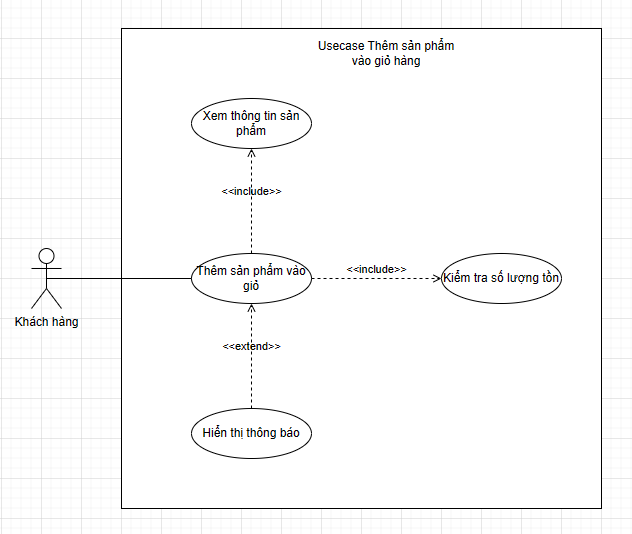 Usecase Thêm sản phẩm
vào giỏ hàng
Xem thông tin sản
phẩm
<<include>>
Thêm sản phẩm vào
giỏ
<<include>>
Kiểm tra số lượng tồn
Khách hàng
<<extend>>
Hiển thị thông báo